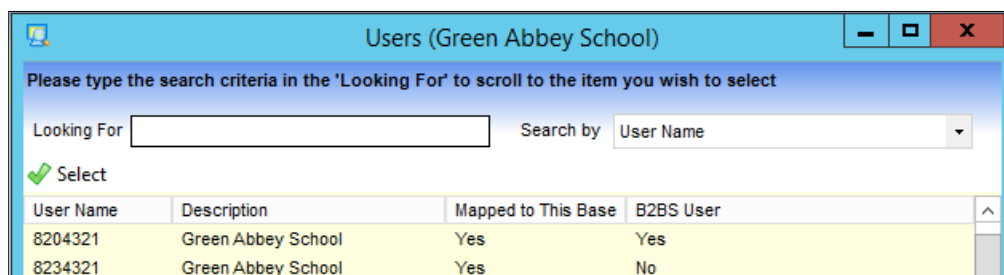 Users (Green Abbey School)
Please type the search criteria in the 'Looking For' to scroll to the item you wish to select
Looking For Search by User Name
Select
User Name Description Mapped to This Base B2BS User
8204321 Green Abbey School Yes Yes
8234321 Green Abbey School Yes No